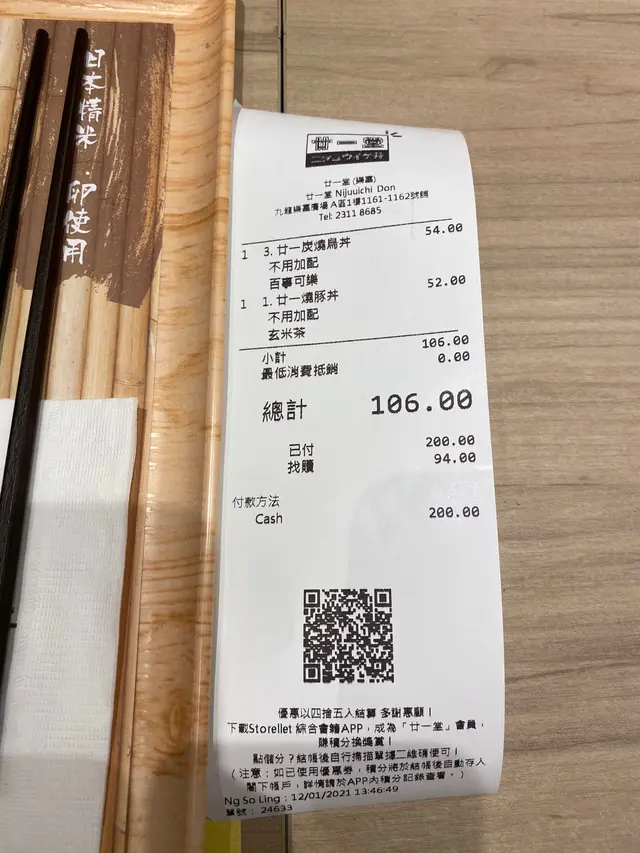 日本精米・卵使用
廿一堂
廿一堂 (樂富)
廿一堂 Nijuuichi Don
九龍樂富廣場 A區1樓1161-1162號舖
Tel: 2311 8685
1 3. 廿一炭燒鳥丼 54.00
不用加配
百事可樂
1 1. 廿一燒豚丼 52.00
不用加配
玄米茶
小計 106.00
最低消費抵銷 0.00
總計 106.00
已付 200.00
找贖 94.00
付款方法
Cash 200.00
優惠以四捨五入結算 多謝惠顧！
下載Storellet 綜合會籍APP，成為「廿一堂」會員，
賺積分換獎賞！
點儲分？結帳後自行掃描單據二維碼便可！
（注意：如已使用優惠券，積分將於結帳後自動存入
閣下帳戶，詳情請於APP內積分記錄查看。）
Ng So Ling : 12/01/2021 13:46:49
單號： 24633